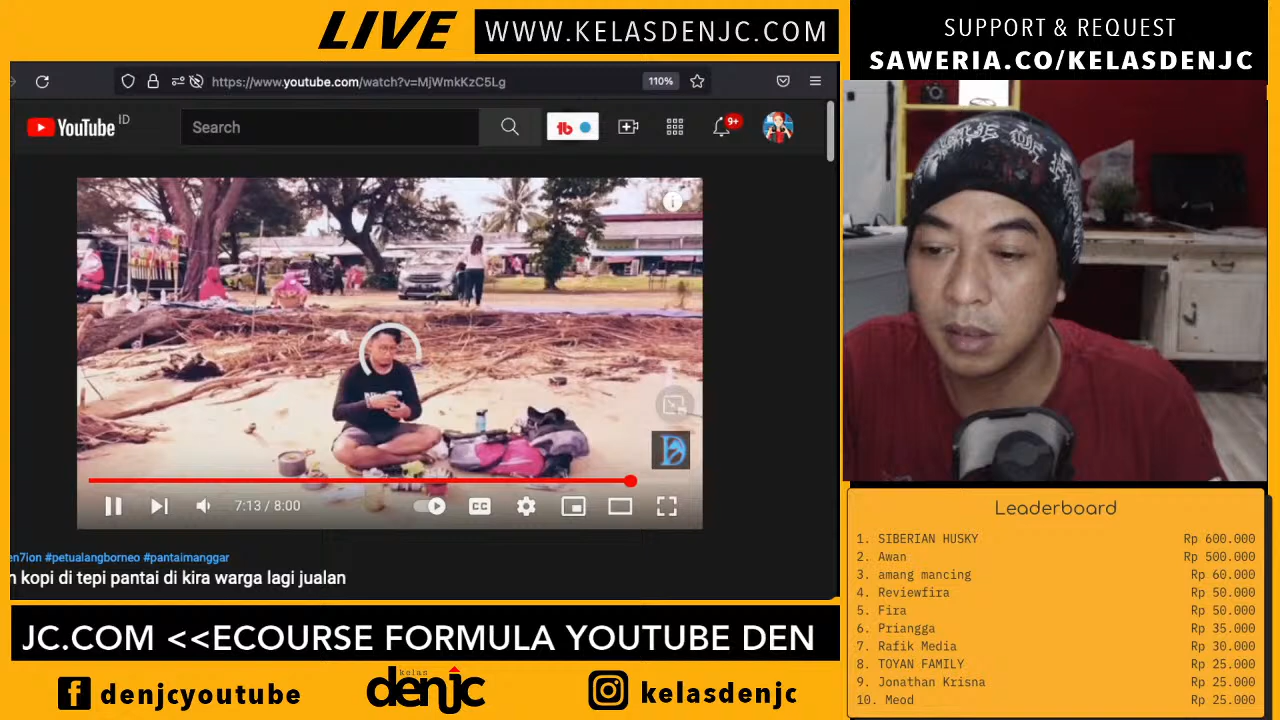 LIVE
WWW.KELASDENJC.COM
SUPPORT & REQUEST
SAWERIA.CO/KELASDENJC
https://www.youtube.com/watch?v=MjWmkKzC5Lg
110%
YouTube ID
Search
9+
7:13 / 8:00
CC
en7ion #petualangborneo #pantaimanggar
kopi di tepi pantai di kira warga lagi jualan
JC.COM <<ECOURSE FORMULA YOUTUBE DEN
denjcyoutube
kelas
denjc
kelasdenjc
Leaderboard
1. SIBERIAN HUSKY Rp 600.000
2. Awan Rp 500.000
3. amang mancing Rp 60.000
4. Reviewfira Rp 50.000
5. Fira Rp 50.000
6. Priangga Rp 35.000
7. Rafik Media Rp 30.000
8. TOYAN FAMILY Rp 25.000
9. Jonathan Krisna Rp 25.000
10. Meod Rp 25.000